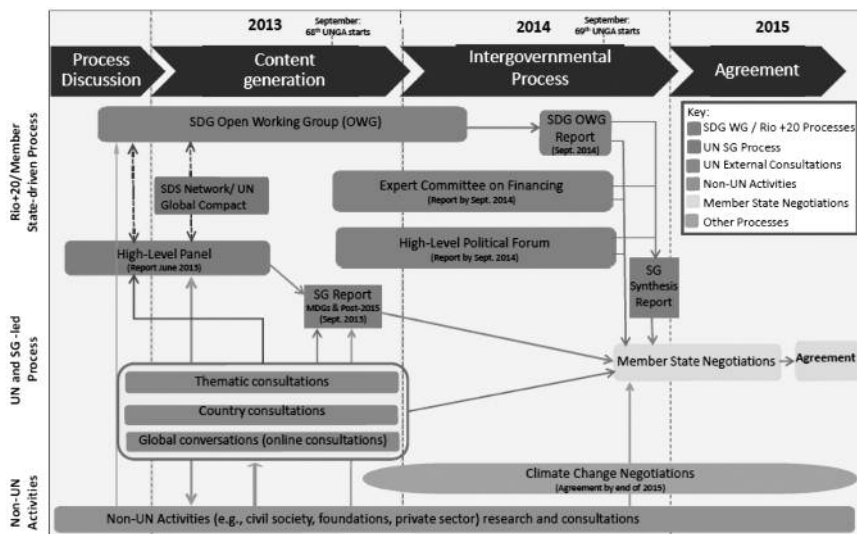 2013
September:
68th UNGA starts
2014
September:
69th UNGA starts
2015
Process
Discussion
Content
generation
Intergovernmental
Process
Agreement
Rio+20/Member
State-driven Process
UN and SG -led
Process
Non-UN
Activities
SDG Open Working Group (OWG)
SDG OWG
Report
(Sept. 2014)
SDS Network/ UN
Global Compact
Expert Committee on Financing
(Report by Sept. 2014)
High-Level Panel
(Report June 2013)
High-Level Political Forum
(Report by Sept. 2014)
SG Report
MDGs & Post-2015
(Sept. 2013)
SG
Synthesis
Report
Member State Negotiations
Agreement
Thematic consultations
Country consultations
Global conversations (online consultations)
Climate Change Negotiations
(Agreement by end of 2015)
Non-UN Activities (e.g., civil society, foundations, private sector) research and consultations
Key:
SDG WG / Rio +20 Processes
UN SG Process
UN External Consultations
Non-UN Activities
Member State Negotiations
Other Processes